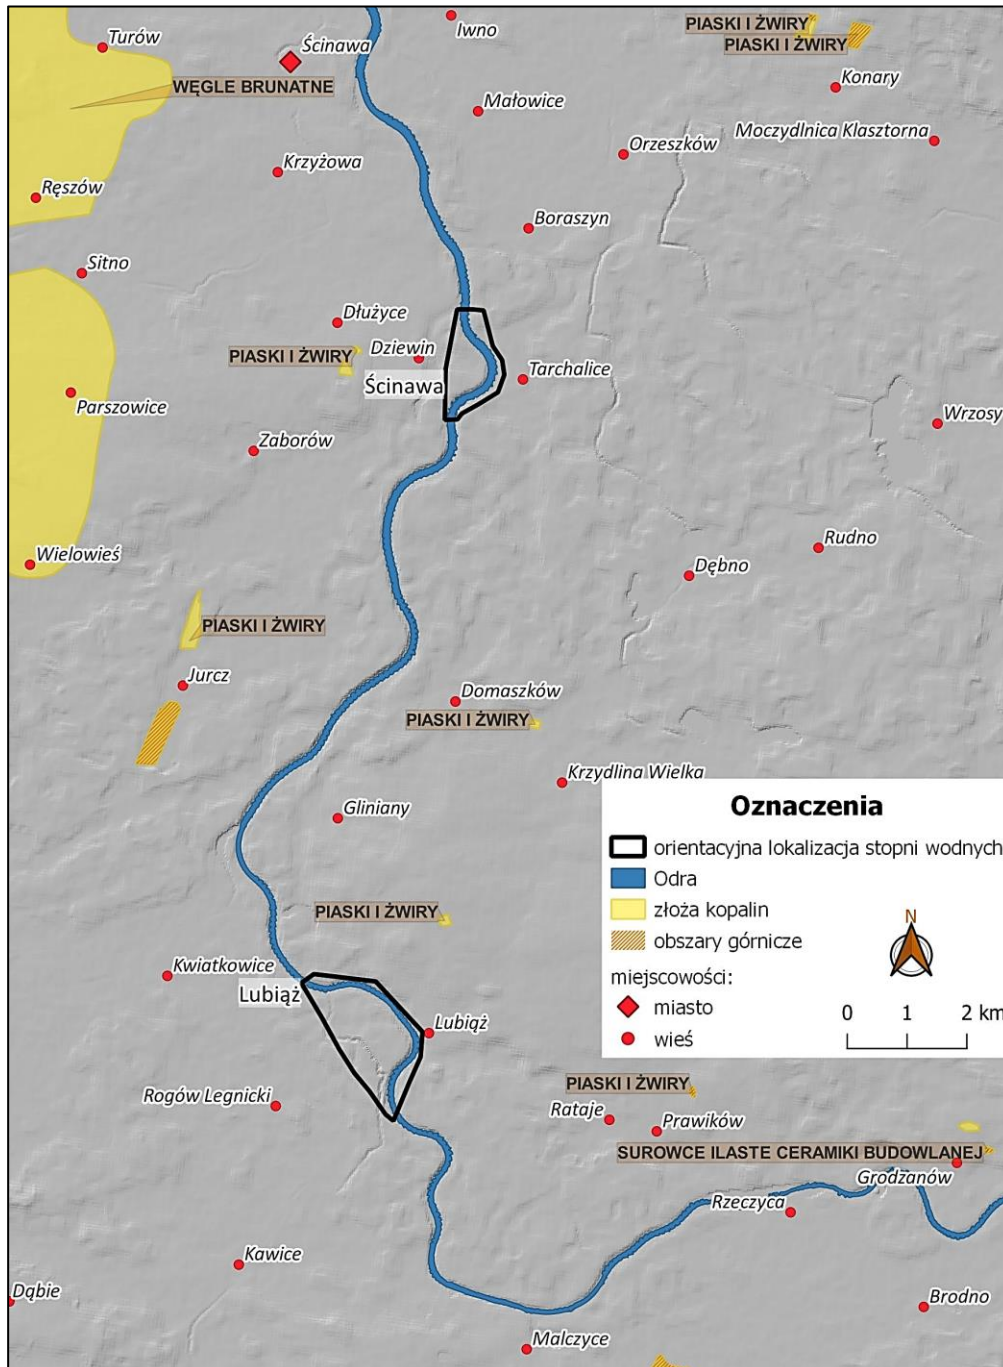 Iwno
PIASKI I ŻWIRY
Turów
Ścinawa
PIASKI I ŻWIRY
WĘGLE BRUNATNE
Konary
Małowice
Moczydlnica Klasztorna
Orzeszków
Krzyżowa
Ręszów
Boraszyn
Sitno
Dłużyce
Dziewin
PIASKI I ŻWIRY
Tarchalice
Ścinawa
Parszowice
Wrzosy
Zaborów
Rudno
Wielowieś
Dębno
PIASKI I ŻWIRY
Jurcz
Domaszków
PIASKI I ŻWIRY
Krzydlina Wielka
Gliniany
Oznaczenia
orientacyjna lokalizacja stopni wodnych
Odra
złoża kopalin
obszary górnicze
N
miejscowości:
miasto
wieś
0 1 2 km
PIASKI I ŻWIRY
Kwiatkowice
Lubiąż
Lubiąż
PIASKI I ŻWIRY
Rogów Legnicki
Rataje
Prawików
SUROWCE ILASTE CERAMIKI BUDOWLANEJ
Grodzanów
Rzeczyca
Kawice
Dąbie
Brodno
Malczyce